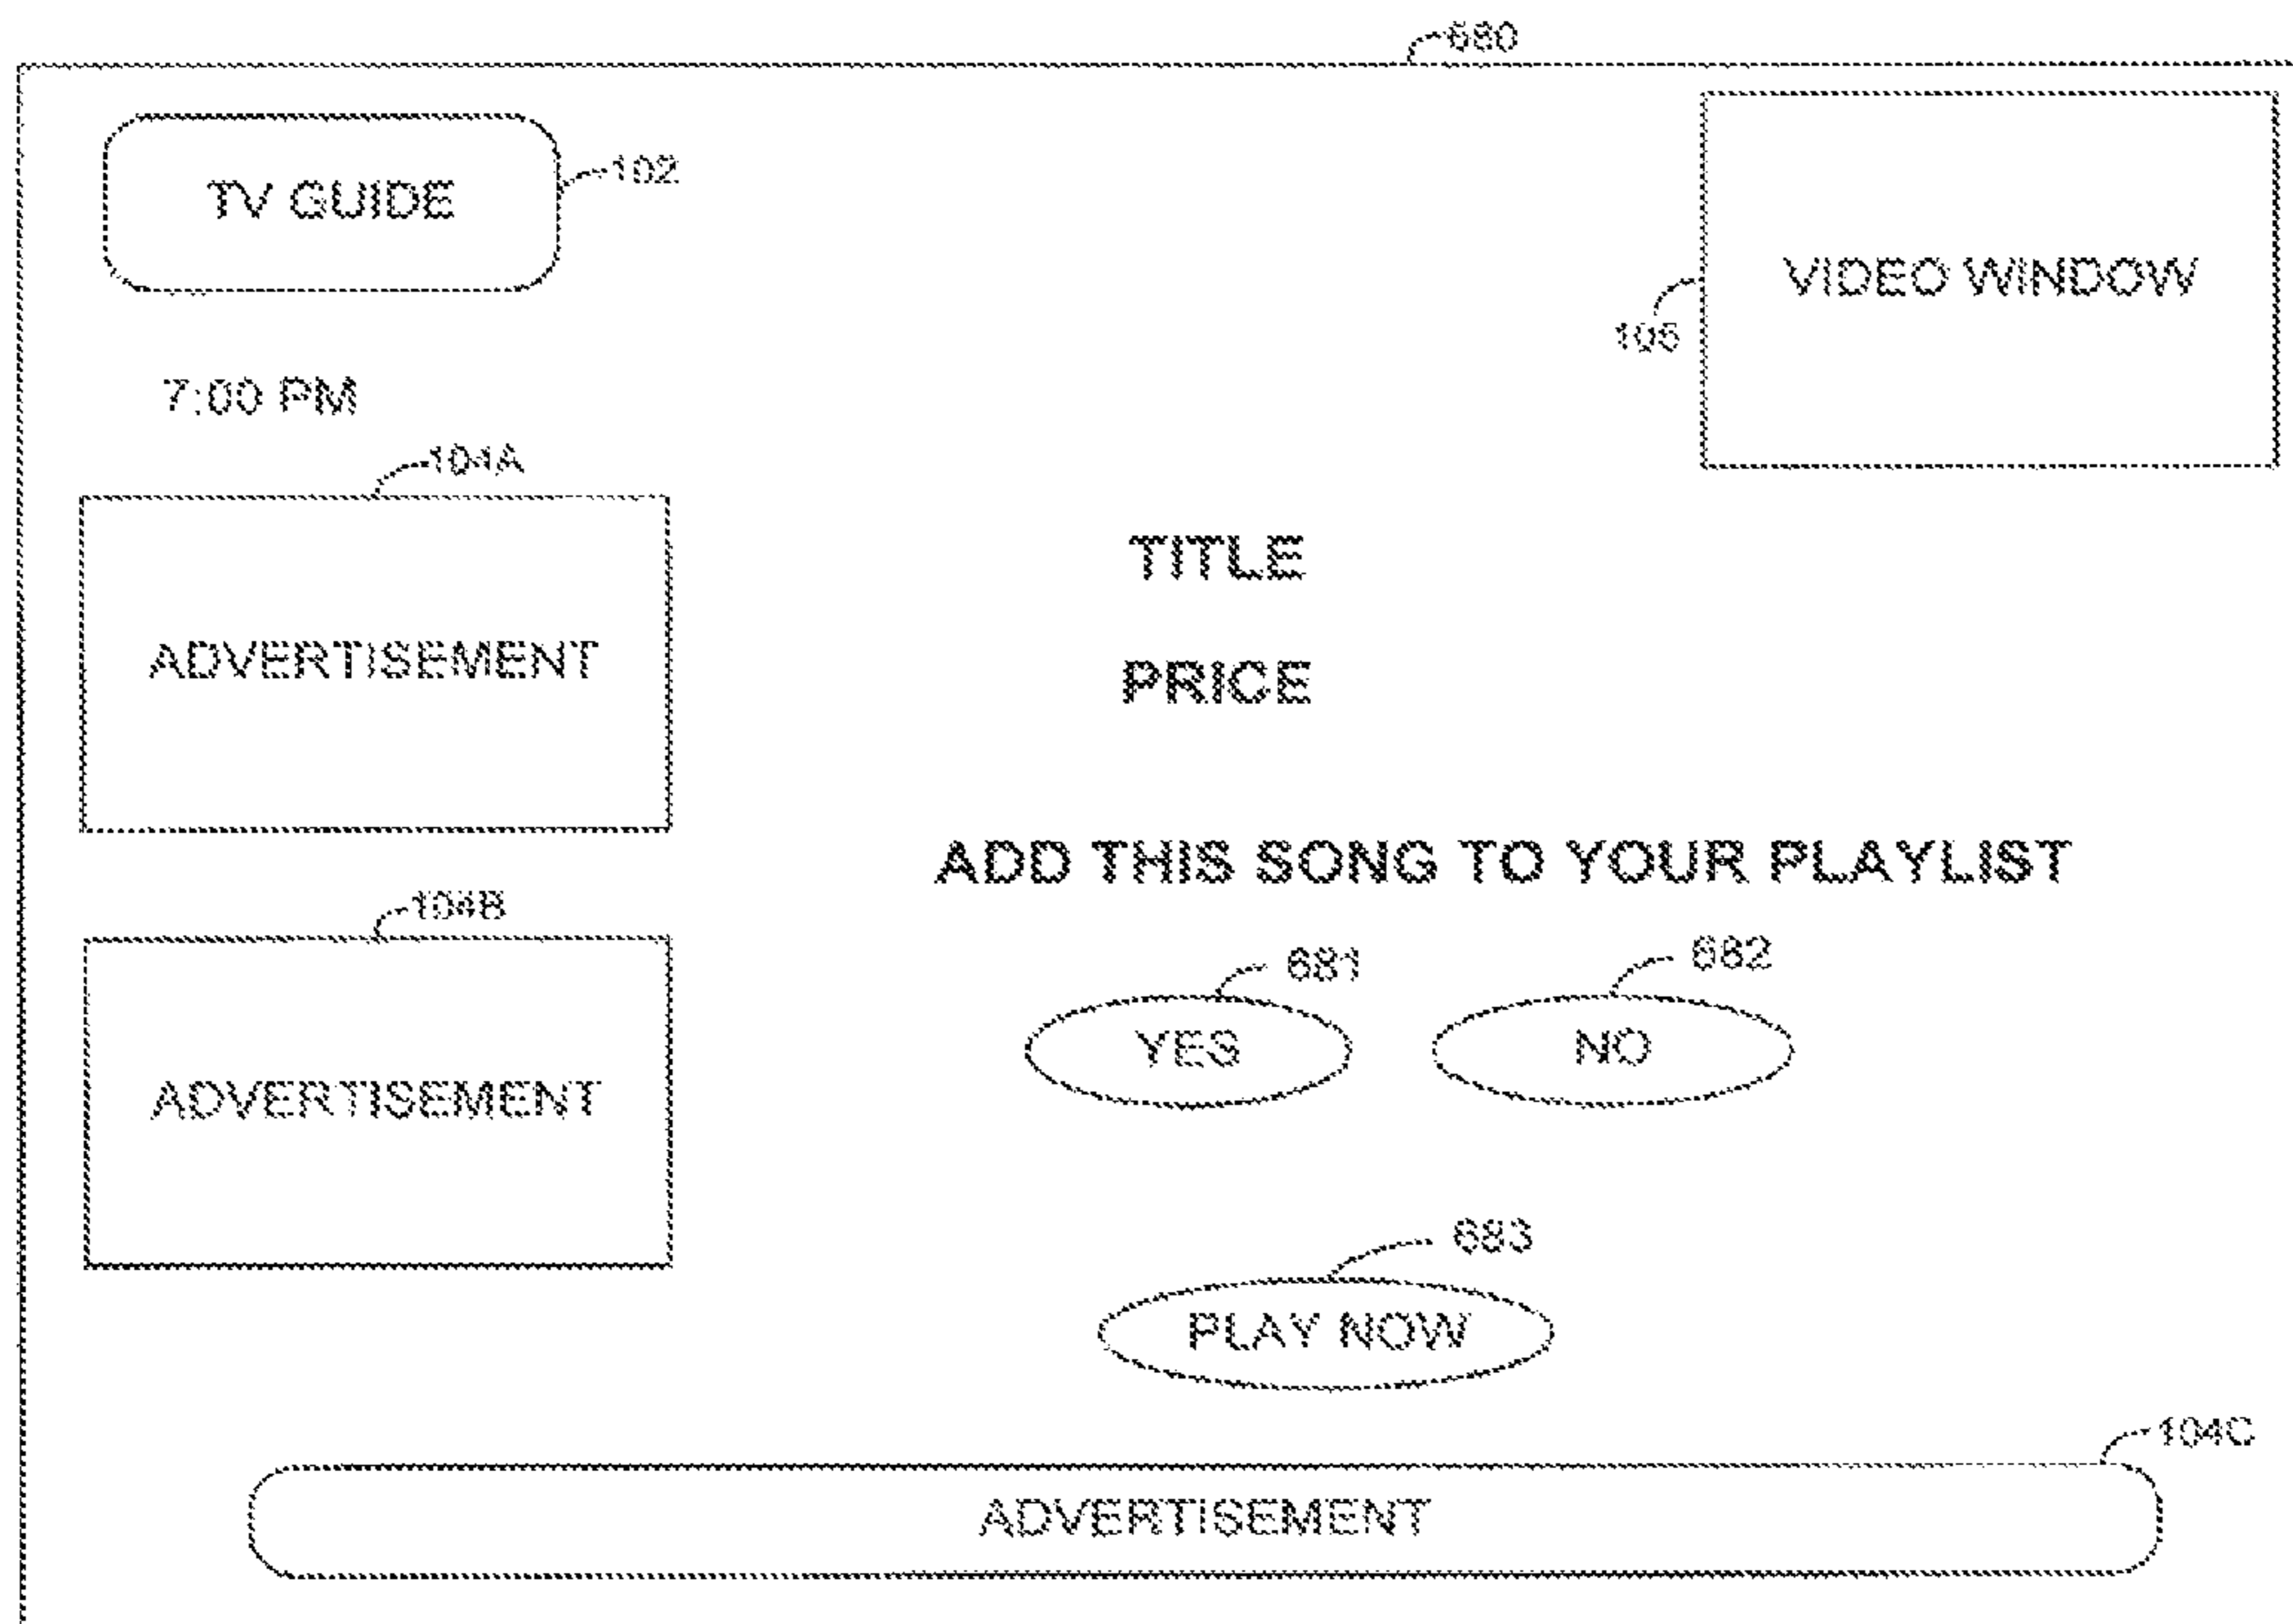 680
TV GUIDE
102
VIDEO WINDOW
106
7:00 PM
104A
TITLE
ADVERTISEMENT
PRICE
ADD THIS SONG TO YOUR PLAYLIST
104B
681
682
YES
NO
ADVERTISEMENT
683
PLAY NOW
104C
ADVERTISEMENT